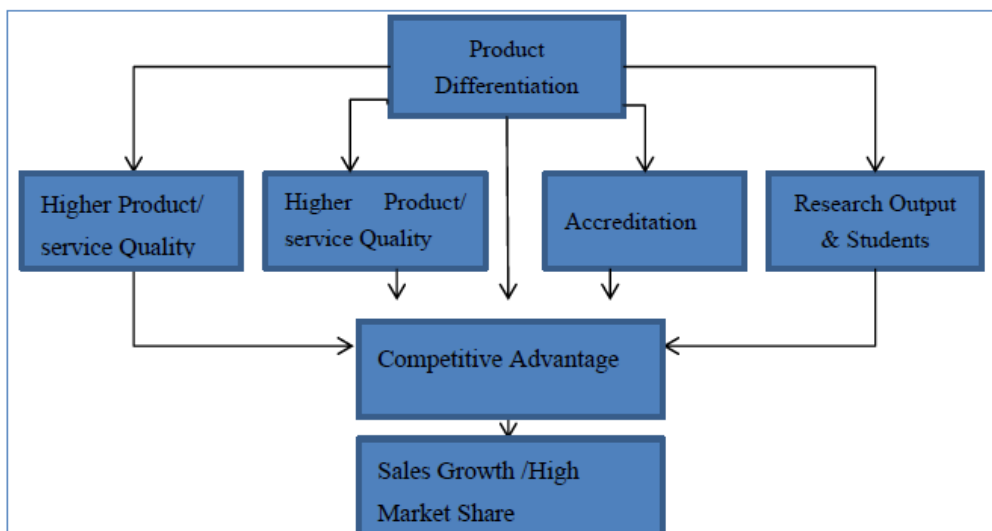 Product
Differentiation
Higher Product/
service Quality
Higher Product/
service Quality
Accreditation
Research Output
& Students
Competitive Advantage
Sales Growth /High
Market Share